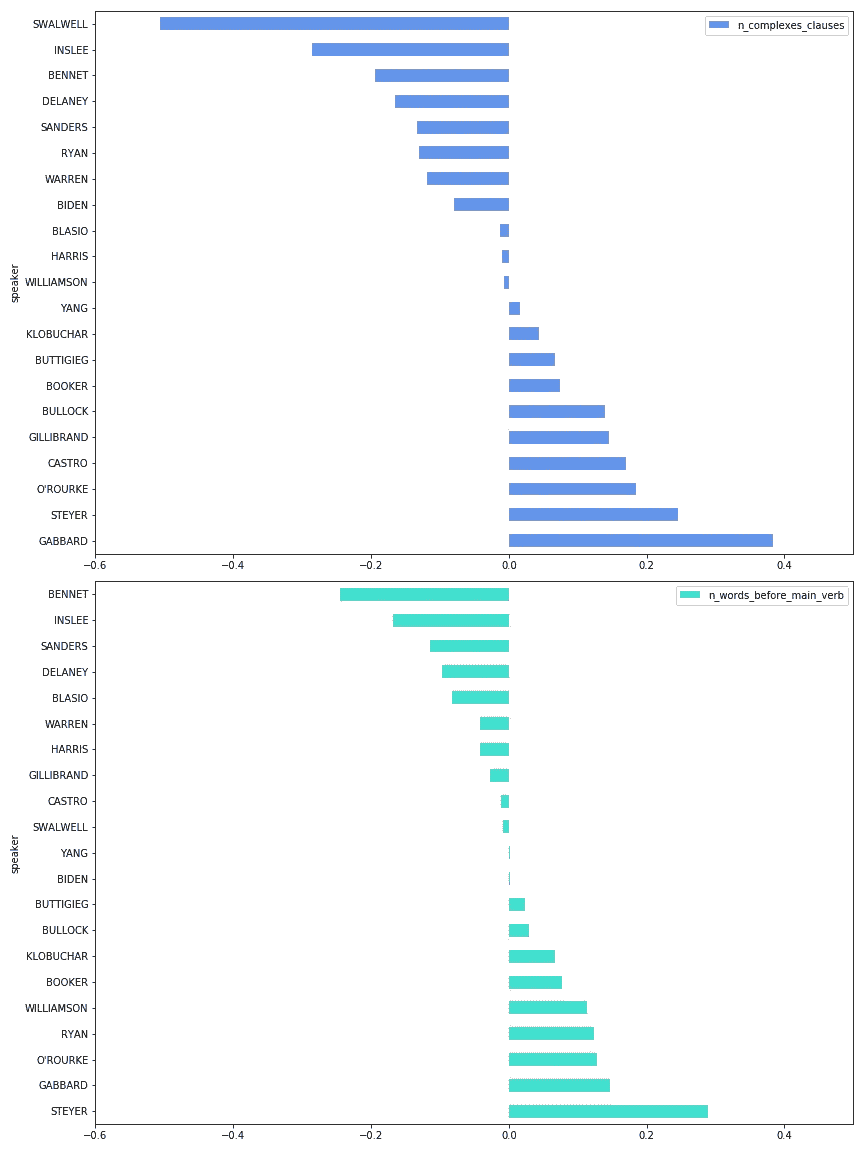 n_complexes_clauses
speaker
SWALWELL
INSLEE
BENNET
DELANEY
SANDERS
RYAN
WARREN
BIDEN
BLASIO
HARRIS
WILLIAMSON
YANG
KLOBUCHAR
BUTTIGIEG
BOOKER
BULLOCK
GILLIBRAND
CASTRO
O'ROURKE
STEYER
GABBARD
−0.6 −0.4 −0.2 0.0 0.2 0.4
n_words_before_main_verb
speaker
BENNET
INSLEE
SANDERS
DELANEY
BLASIO
WARREN
HARRIS
GILLIBRAND
CASTRO
SWALWELL
YANG
BIDEN
BUTTIGIEG
BULLOCK
KLOBUCHAR
BOOKER
WILLIAMSON
RYAN
O'ROURKE
GABBARD
STEYER
−0.6 −0.4 −0.2 0.0 0.2 0.4